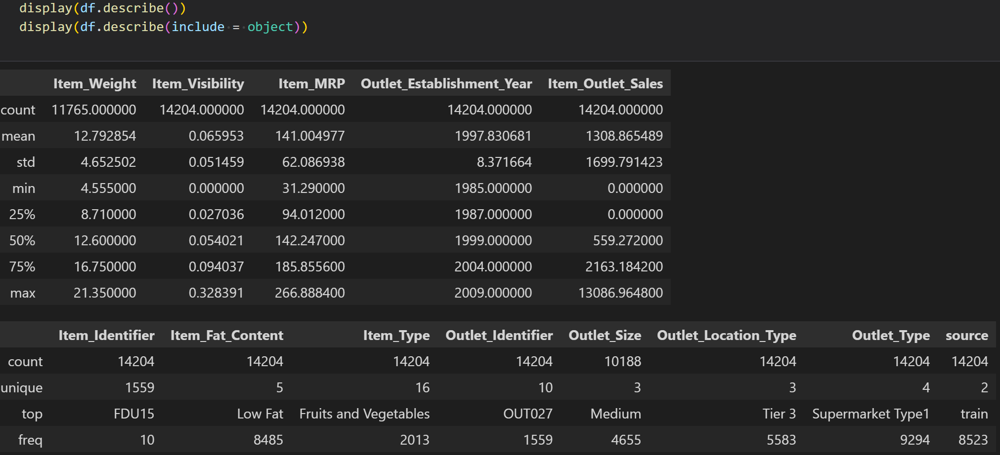 display(df.describe())
display(df.describe(include = object))
Item_Weight Item_Visibility Item_MRP Outlet_Establishment_Year Item_Outlet_Sales
count 11765.000000 14204.000000 14204.000000 14204.000000 14204.000000
mean 12.792854 0.065953 141.004977 1997.830681 1308.865489
std 4.652502 0.051459 62.086938 8.371664 1699.791423
min 4.555000 0.000000 31.290000 1985.000000 0.000000
25% 8.710000 0.027036 94.012000 1987.000000 0.000000
50% 12.600000 0.054021 142.247000 1999.000000 559.272000
75% 16.750000 0.094037 185.855600 2004.000000 2163.184200
max 21.350000 0.328391 266.888400 2009.000000 13086.964800
Item_Identifier Item_Fat_Content Item_Type Outlet_Identifier Outlet_Size Outlet_Location_Type Outlet_Type source
count 14204 14204 14204 14204 10188 14204 14204 14204
unique 1559 5 16 10 3 3 4 2
top FDU15 Low Fat Fruits and Vegetables OUT027 Medium Tier 3 Supermarket Type1 train
freq 10 8485 2013 1559 4655 5583 9294 8523